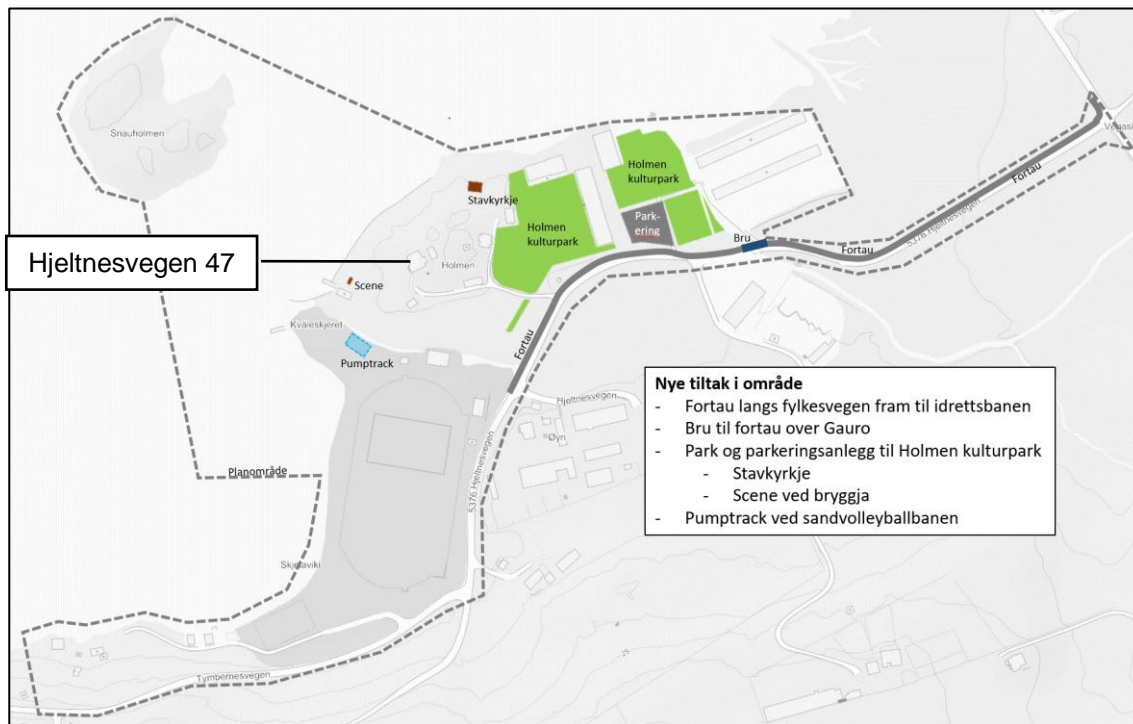 Snauholmen
Vegas
Holmen
kulturpark
Fortau
5376 Hjeltnesvegen
Stavkyrkje
Park-
ering
Holmen
kulturpark
Bru
Fortau
Hjeltnesvegen 47
Holmen
Scene
Kvaleskjeret
Fortau
Pumptrack
Nye tiltak i område
- Fortau langs fylkesvegen fram til idrettsbanen
- Bru til fortau over Gauro
- Park og parkeringsanlegg til Holmen kulturpark
- Stavkyrkje
- Scene ved bryggja
- Pumptrack ved sandvolleyballbanen
Hjeltnesvegen
Øyn
Planområde
5376 Hjeltnesvegen
Skjelaviki
Tymbernesvegen